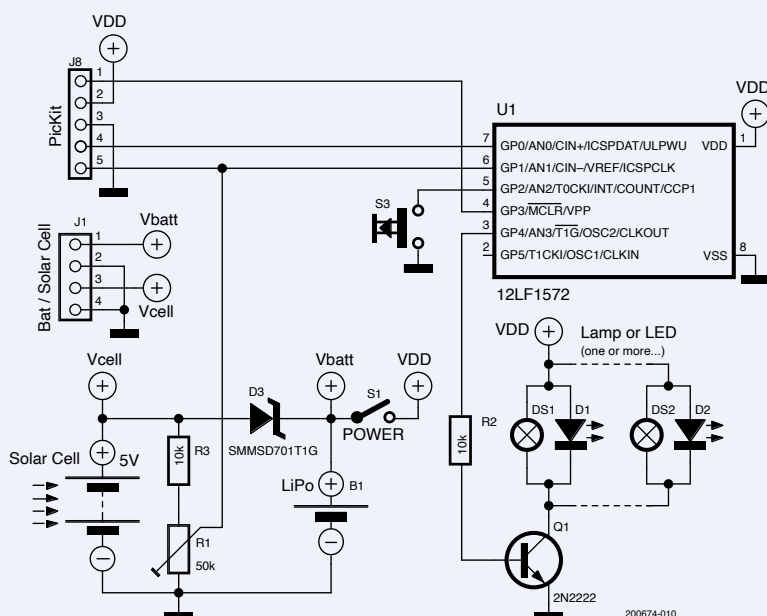 VDD
J8
PicKit
1
2
3
4
5
U1
VDD
7 GP0/AN0/CIN+/ICSPDAT/ULPWU VDD 1
6 GP1/AN1/CIN–/VREF/ICSPCLK
5 GP2/AN2/T0CKI/INT/COUNT/CCP1
4 GP3/MCLR/VPP
3 GP4/AN3/T1G/OSC2/CLKOUT
2 GP5/T1CKI/OSC1/CLKIN VSS 8
12LF1572
S3
J1
Bat / Solar Cell
1
2
3
4
Vbatt
Vcell
VDD
Lamp or LED
(one or more...)
DS1
D1
DS2
D2
Vcell
D3
SMMSD701T1G
Vbatt
S1
POWER
VDD
R2
10k
R3
10k
Solar Cell
5V
LiPo
B1
R1
50k
Q1
2N2222
200674-010